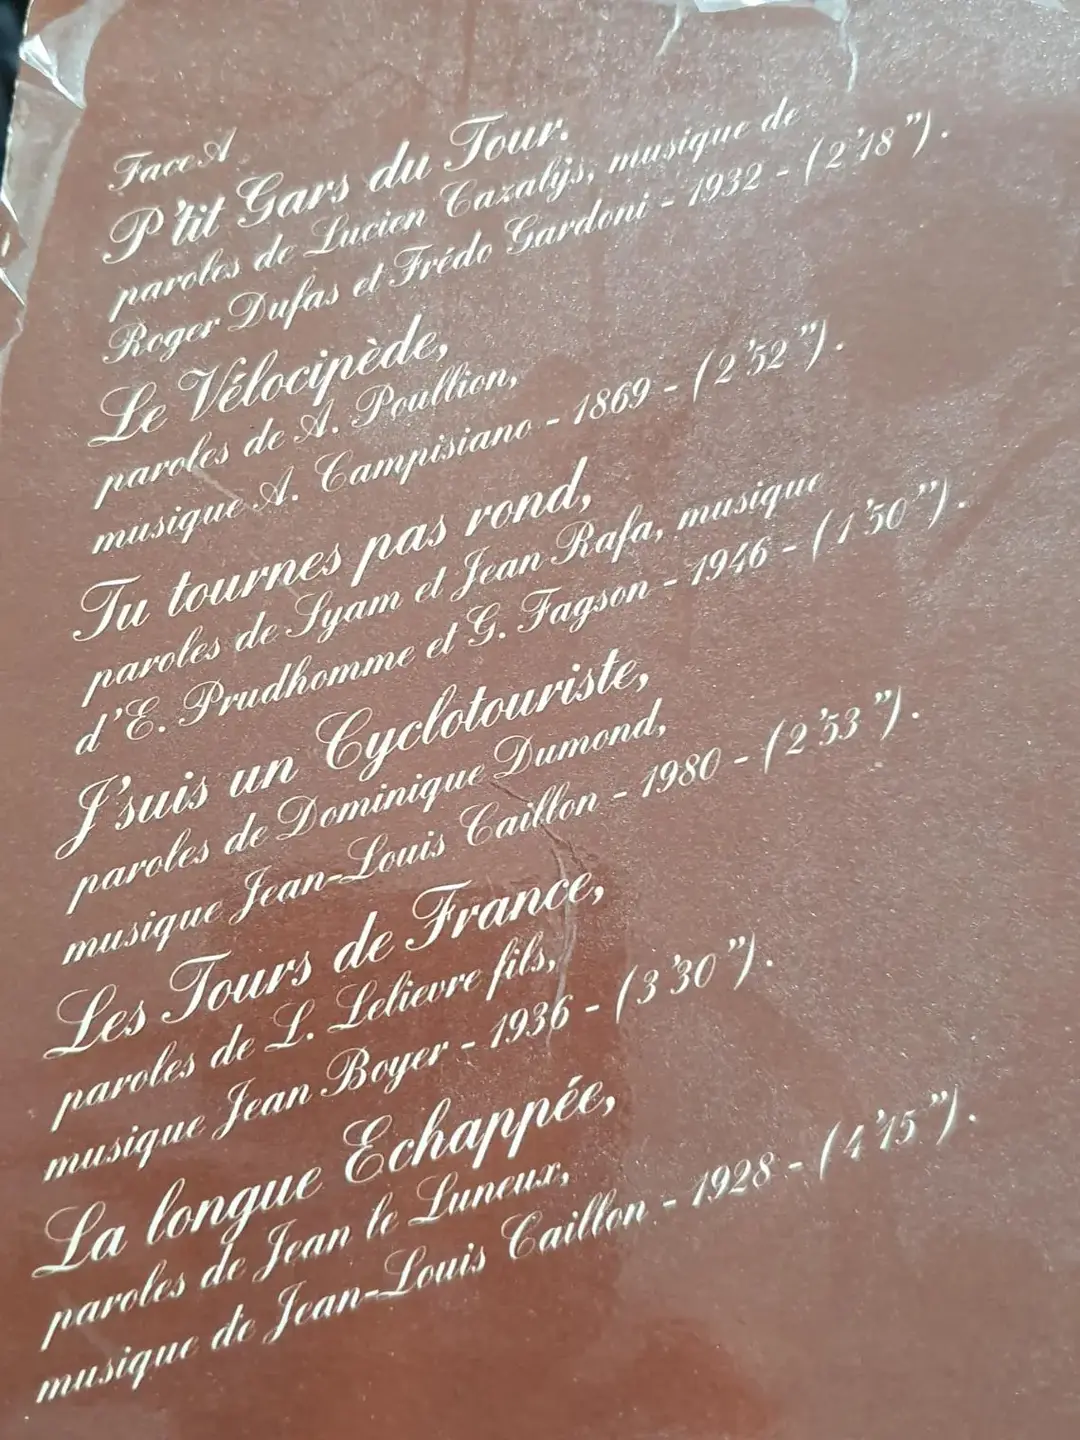 Face A
P'tit Gars du Tour.
paroles de Lucien Cazalijs, musique de
Roger Dufas et Frédo Gardoni - 1932 - (2'18").
Le Vélocipède,
paroles de A. Poullion,
musique A. Campisiano - 1869 - (2'52").
Tu tournes pas rond,
paroles de Syam et Jean Rafa, musique
d'E. Prudhomme et G. Fagson - 1946 - (1'50").
J'suis un Cyclotouriste,
paroles de Dominique Dumond,
musique Jean-Louis Caillon - 1980 - (2'53").
Les Tours de France,
paroles de L. Lelievre fils,
musique Jean Boyer - 1936 - (3'30").
La longue Echappée,
paroles de Jean le Luneux,
musique de Jean-Louis Caillon - 1928 - (4'15").